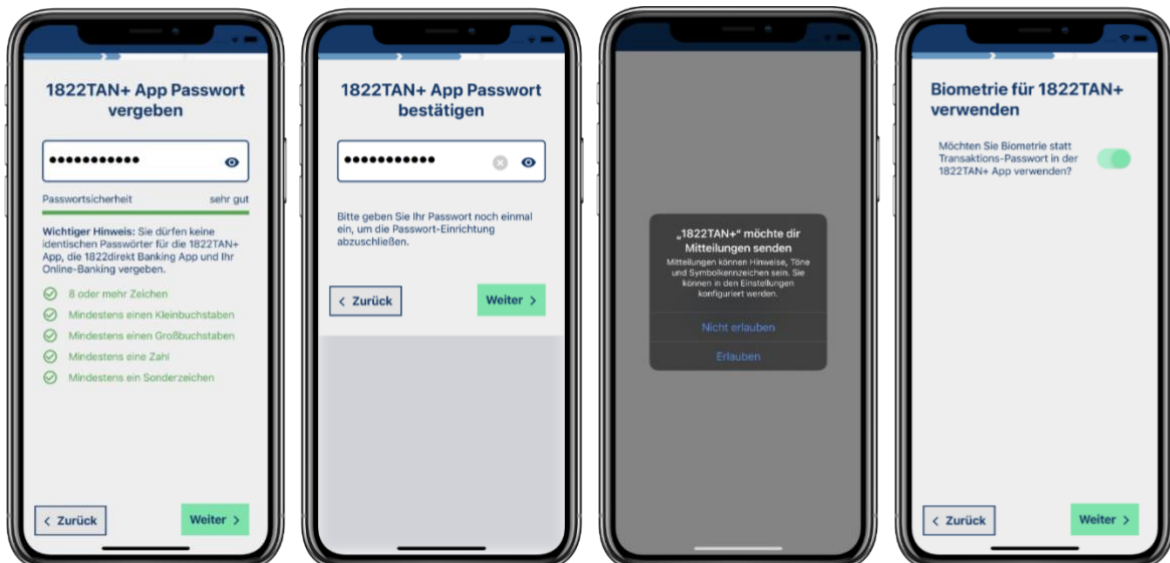 1822TAN+ App Passwort
vergeben
●●●●●●●●●●●
Passwortsicherheit sehr gut
Wichtiger Hinweis: Sie dürfen keine
identischen Passwörter für die 1822TAN+
App, die 1822direkt Banking App und Ihr
Online-Banking vergeben.
8 oder mehr Zeichen
Mindestens einen Kleinbuchstaben
Mindestens einen Großbuchstaben
Mindestens eine Zahl
Mindestens ein Sonderzeichen
< Zurück Weiter >
1822TAN+ App Passwort
bestätigen
●●●●●●●●●●●
Bitte geben Sie Ihr Passwort noch einmal
ein, um die Passwort-Einrichtung
abzuschließen.
< Zurück Weiter >
„1822TAN+“ möchte dir
Mitteilungen senden
Mitteilungen können Hinweise, Töne
und Symbolkennzeichen sein. Sie
können in den Einstellungen
konfiguriert werden.
Nicht erlauben
Erlauben
Biometrie für 1822TAN+
verwenden
Möchten Sie Biometrie statt
Transaktions-Passwort in der
1822TAN+ App verwenden?
< Zurück Weiter >